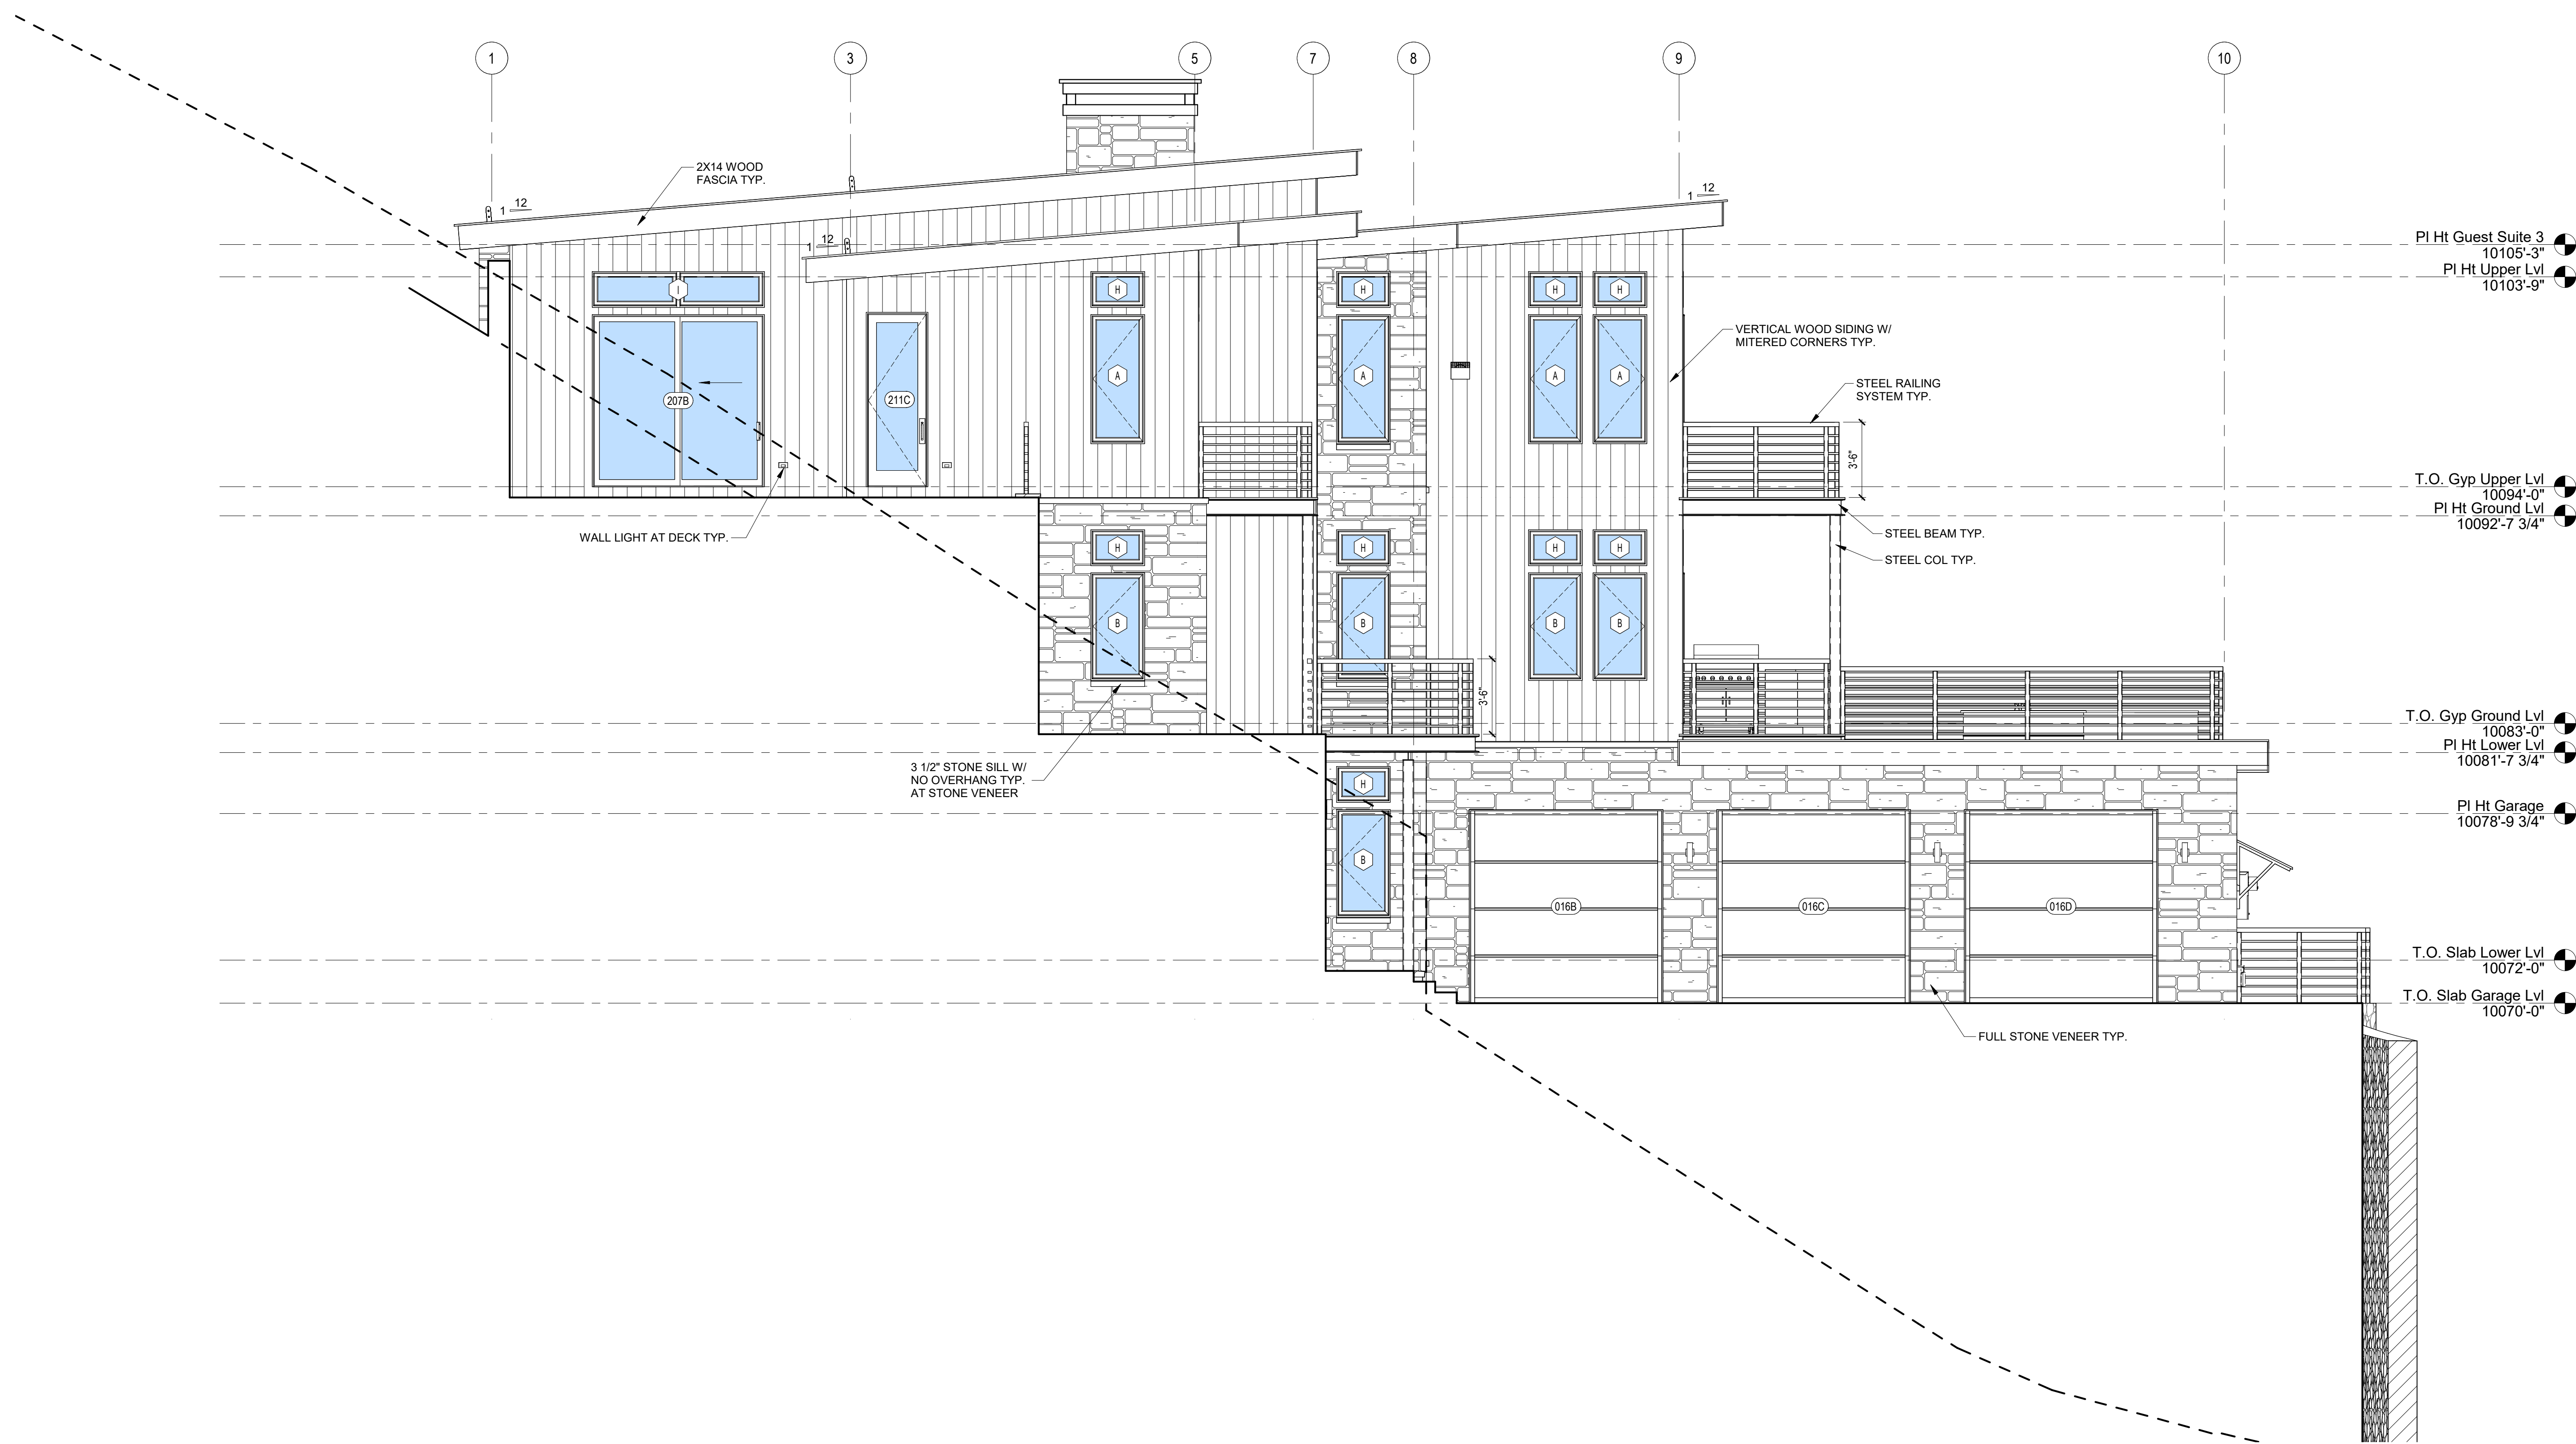 1
3
5
7
8
9
10
2X14 WOOD
FASCIA TYP.
12
1
12
1
12
1
Pl Ht Guest Suite 3
10105'-3"
Pl Ht Upper Lvl
10103'-9"
I
H
H
H
H
VERTICAL WOOD SIDING W/
MITERED CORNERS TYP.
A
A
A
A
STEEL RAILING
SYSTEM TYP.
207B
211C
3'-6"
T.O. Gyp Upper Lvl
10094'-0"
Pl Ht Ground Lvl
10092'-7 3/4"
WALL LIGHT AT DECK TYP.
STEEL BEAM TYP.
STEEL COL TYP.
H
H
H
H
B
B
B
B
3'-6"
T.O. Gyp Ground Lvl
10083'-0"
Pl Ht Lower Lvl
10081'-7 3/4"
3 1/2" STONE SILL W/
NO OVERHANG TYP.
AT STONE VENEER
H
Pl Ht Garage
10078'-9 3/4"
B
016B
016C
016D
T.O. Slab Lower Lvl
10072'-0"
T.O. Slab Garage Lvl
10070'-0"
FULL STONE VENEER TYP.